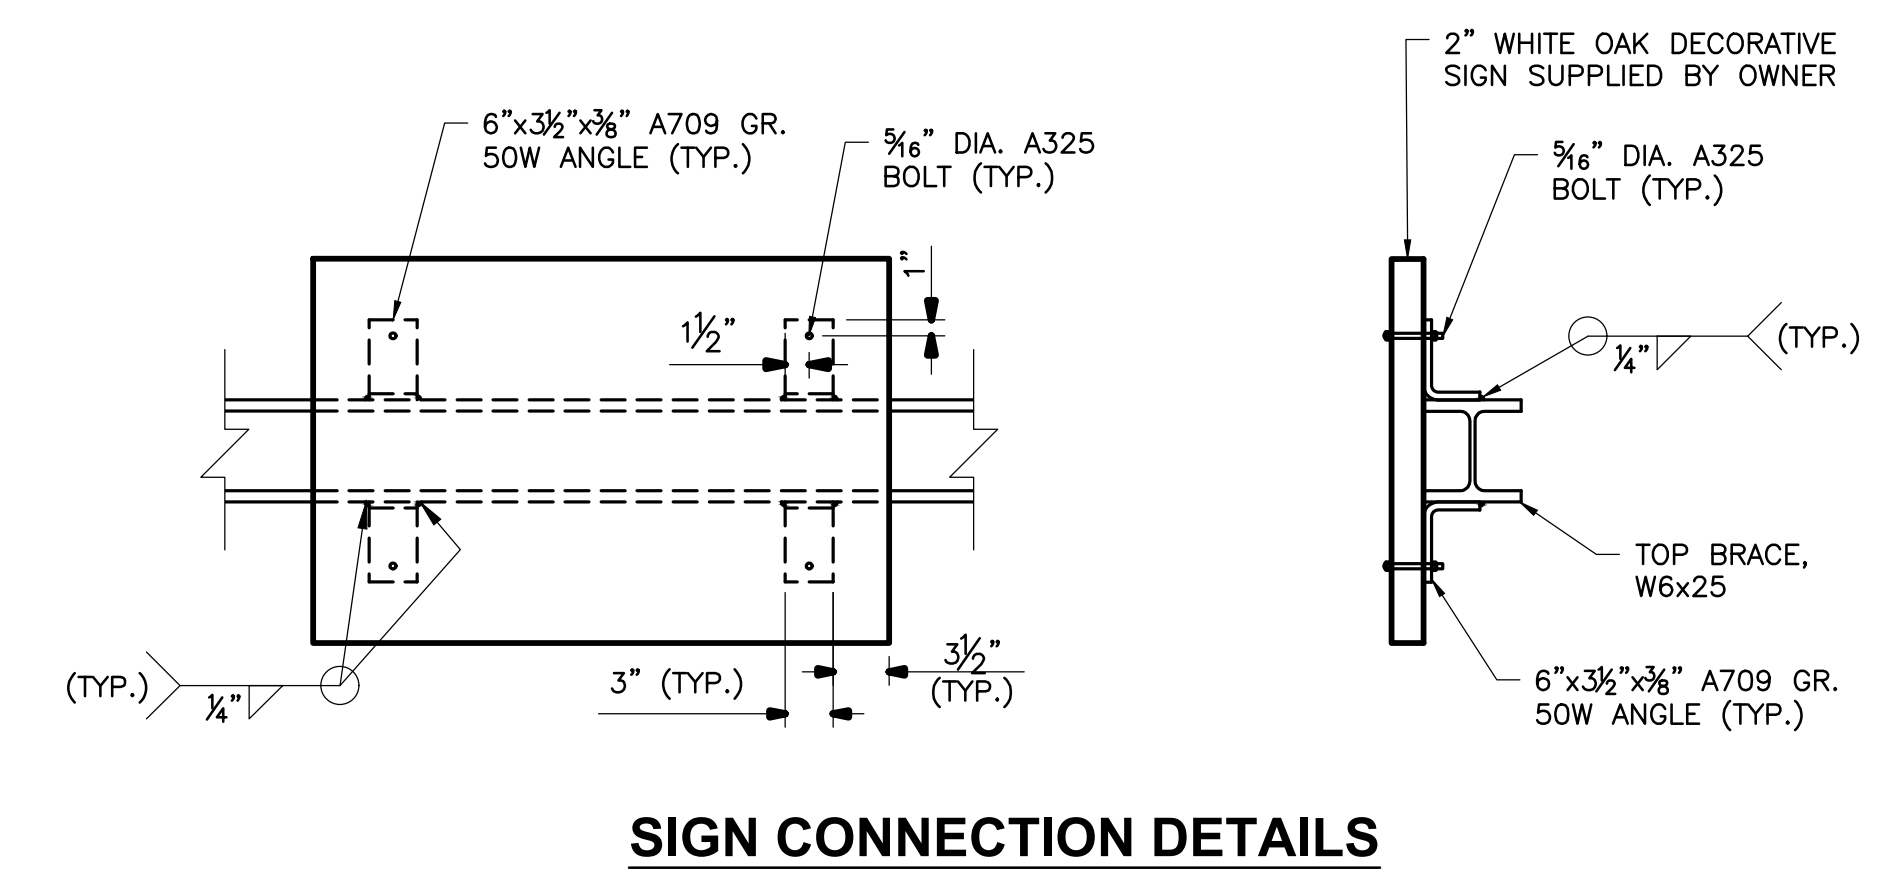 2” WHITE OAK DECORATIVE
SIGN SUPPLIED BY OWNER
6”x3½”x⅜” A709 GR.
50W ANGLE (TYP.)
5⁄16” DIA. A325
BOLT (TYP.)
5⁄16” DIA. A325
BOLT (TYP.)
1”
1½”
¼”
(TYP.)
TOP BRACE,
W6x25
(TYP.)
¼”
3” (TYP.)
3½”
(TYP.)
6”x3½”x⅜” A709 GR.
50W ANGLE (TYP.)
SIGN CONNECTION DETAILS